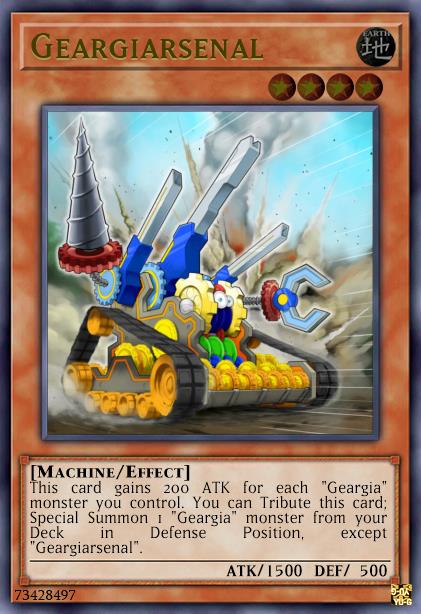 GEARGIARSENAL
EARTH
地
[MACHINE/EFFECT]
This card gains 200 ATK for each "Geargia"
monster you control. You can Tribute this card;
Special Summon 1 "Geargia" monster from your
Deck in Defense Position, except
"Geargiarsenal".
ATK/1500 DEF/ 500
73428497